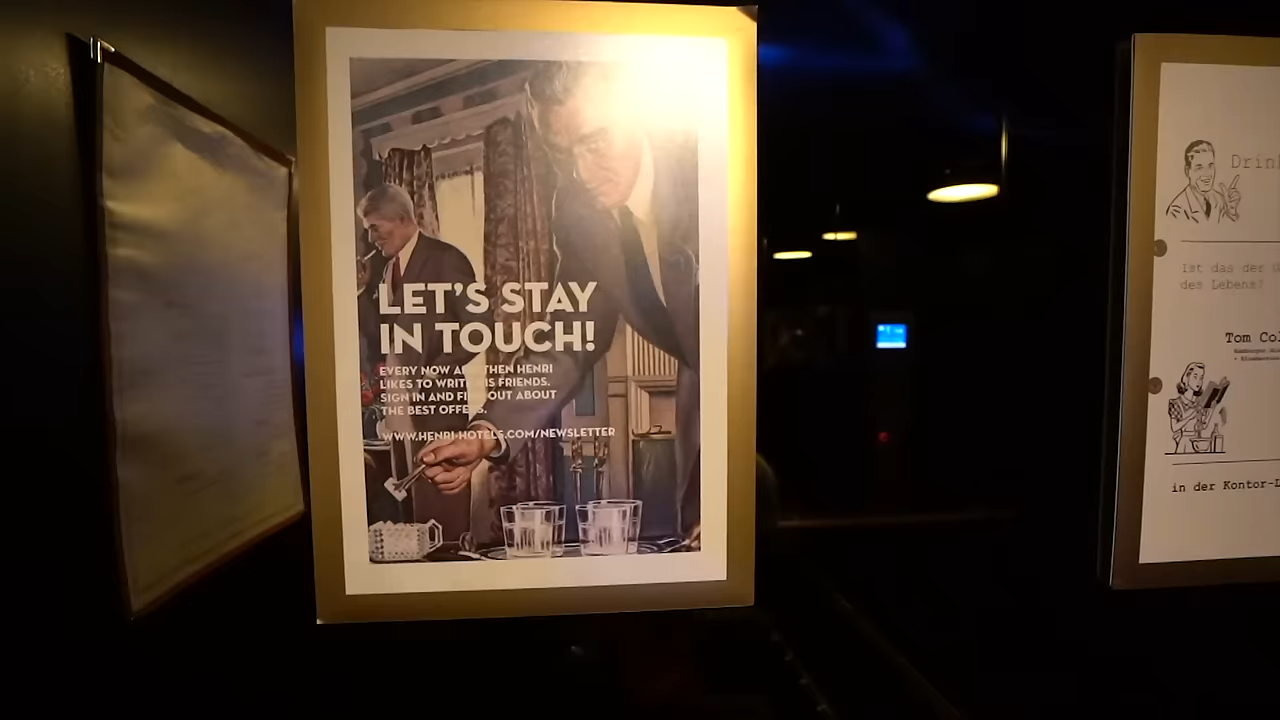 LET'S STAY
IN TOUCH!
EVERY NOW AND THEN HENRI
LIKES TO WRITE HIS FRIENDS.
SIGN IN AND FIND OUT ABOUT
THE BEST OFFERS.
WWW.HENRI-HOTELS.COM/NEWSLETTER
Drin
Ist das der G
des Lebens?
Tom Co
in der Kontor-L